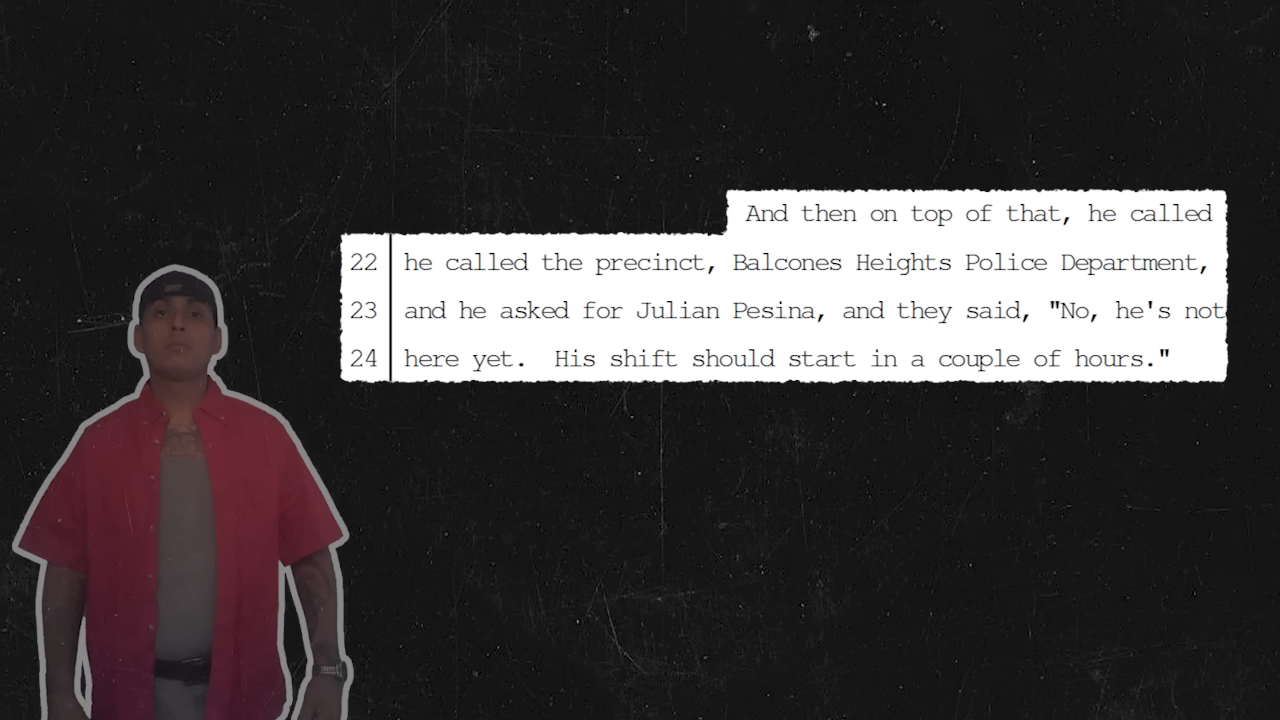 And then on top of that, he called
22 he called the precinct, Balcones Heights Police Department,
23 and he asked for Julian Pesina, and they said, "No, he's not
24 here yet. His shift should start in a couple of hours."